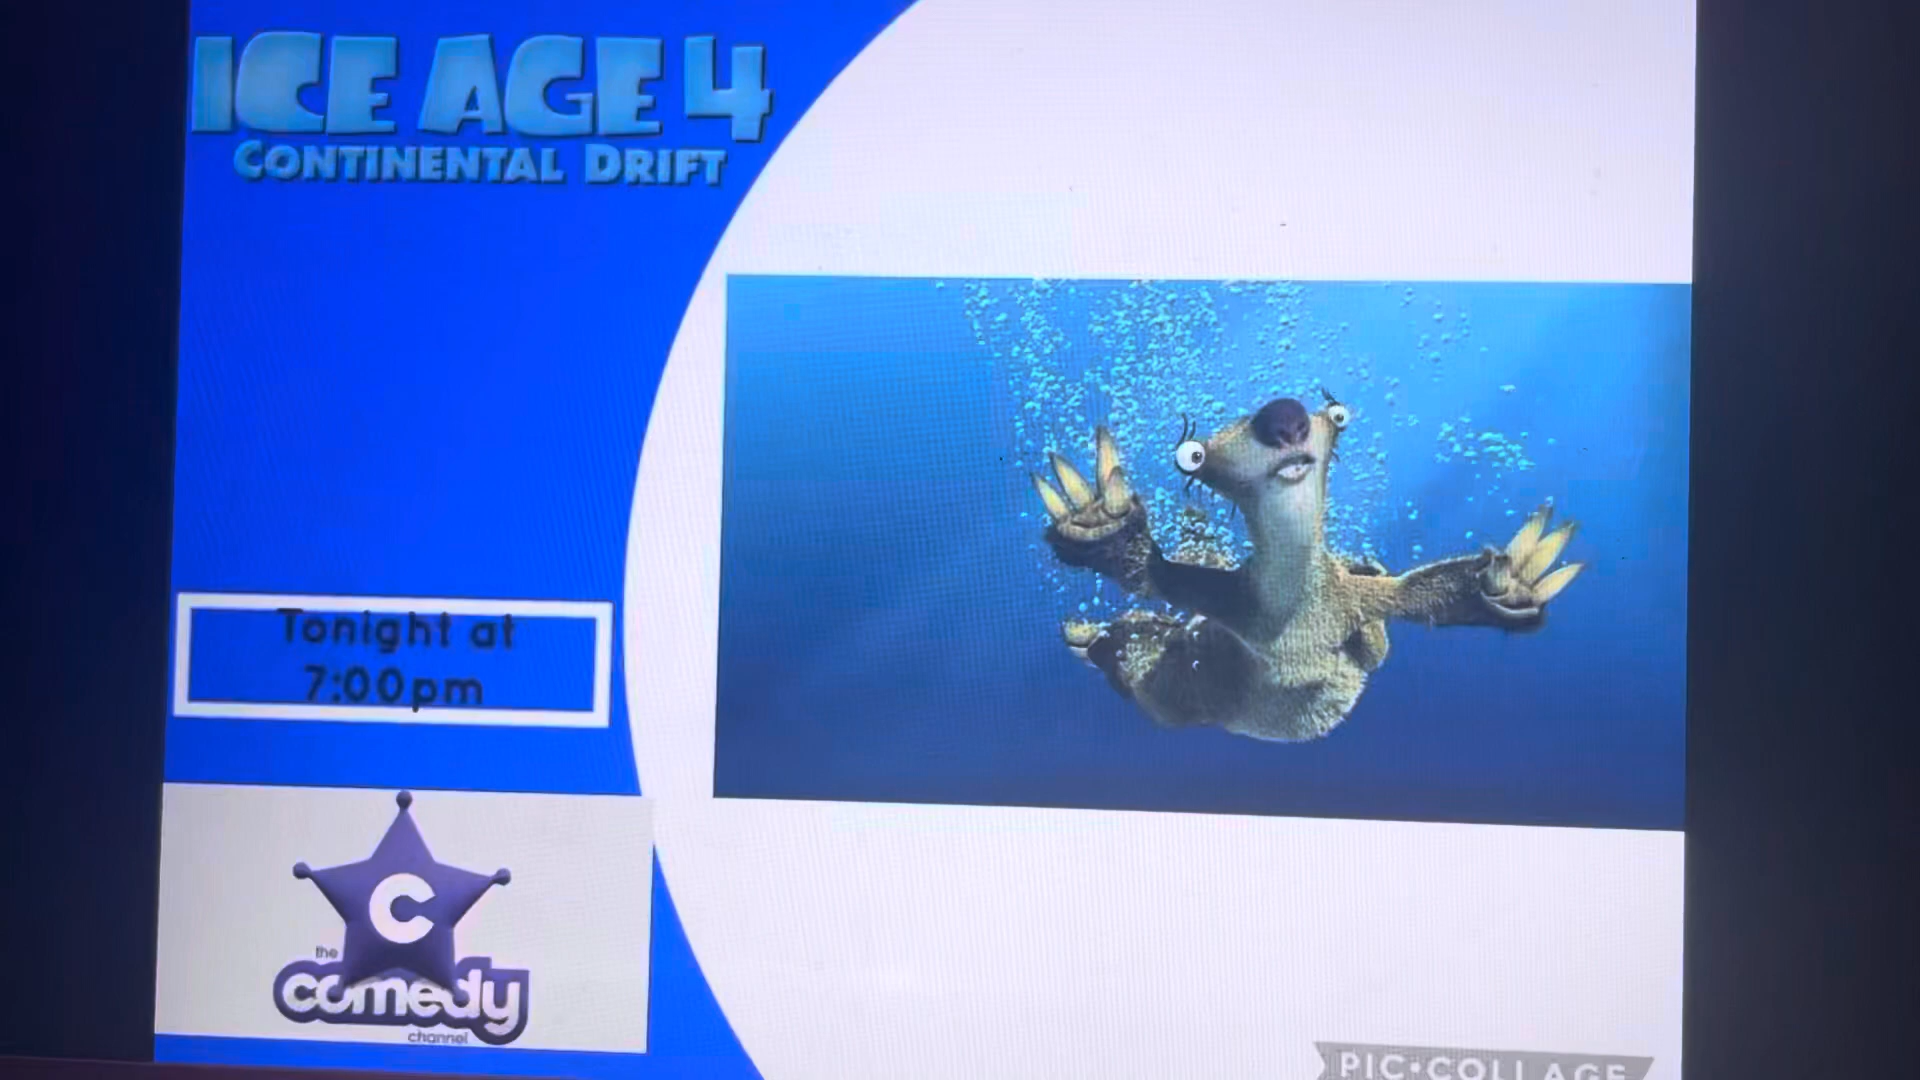 ICE AGE 4
CONTINENTAL DRIFT
Tonight at
7:00pm
C
the
comedy
channel
PIC•COLLAGE